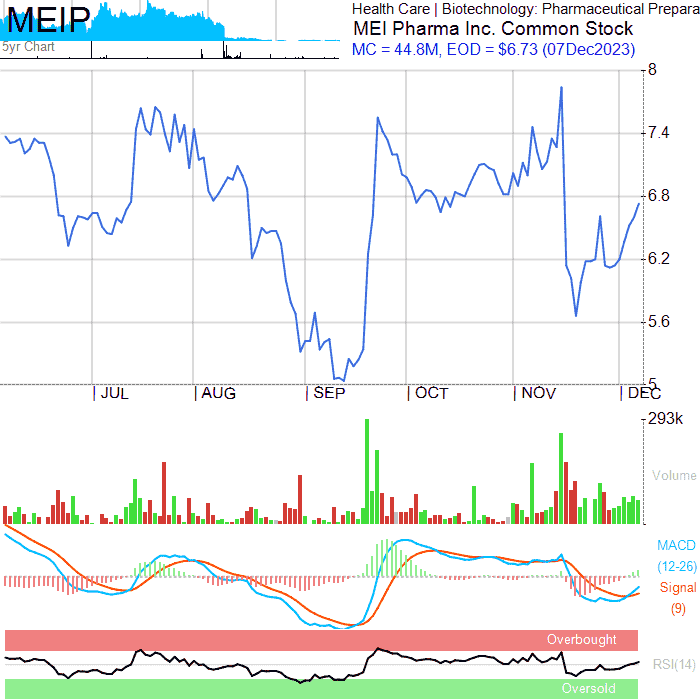 MEIP
5yr Chart
Health Care | Biotechnology: Pharmaceutical Prepara
MEI Pharma Inc. Common Stock
MC = 44.8M, EOD = $6.73 (07Dec2023)
8
7.4
6.8
6.2
5.6
5
JUL AUG SEP OCT NOV DEC
293k
Volume
MACD
(12-26)
Signal
(9)
Overbought
RSI(14)
Oversold